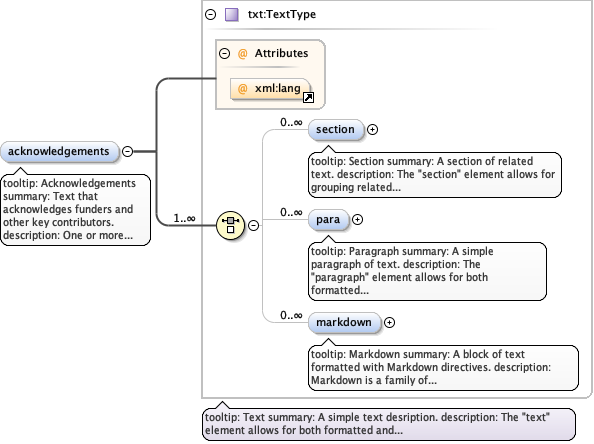 txt:TextType
@ Attributes
@ xml:lang
0..∞
section
tooltip: Section summary: A section of related
text. description: The "section" element allows for
grouping related...
acknowledgements
tooltip: Acknowledgements
summary: Text that
acknowledges funders and
other key contributors.
description: One or more...
1..∞
0..∞
para
tooltip: Paragraph summary: A simple
paragraph of text. description: The
"paragraph" element allows for both
formatted...
0..∞
markdown
tooltip: Markdown summary: A block of text
formatted with Markdown directives. description:
Markdown is a family of...
tooltip: Text summary: A simple text desription. description: The "text"
element allows for both formatted and...